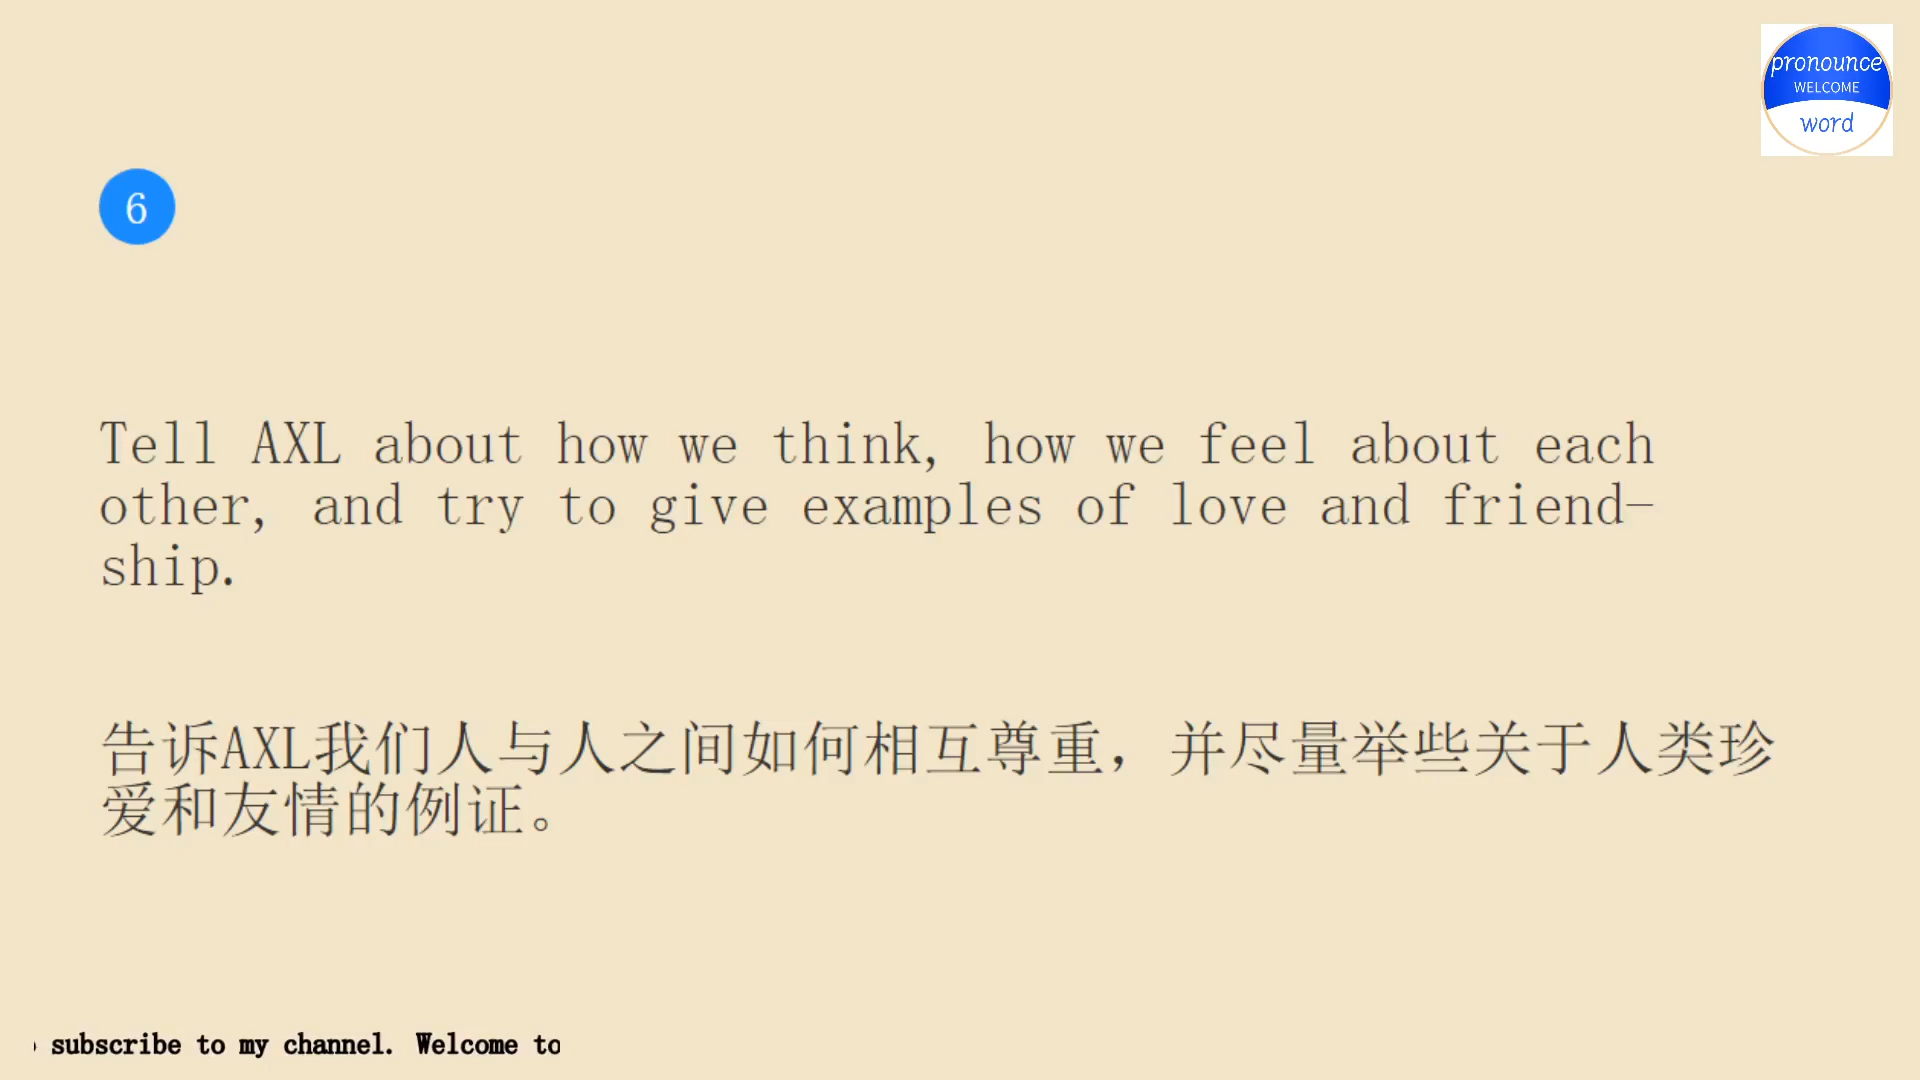 pronounce
WELCOME
word
6
Tell AXL about how we think, how we feel about each
other, and try to give examples of love and friend-
ship.
告诉AXL我们人与人之间如何相互尊重，并尽量举些关于人类珍
爱和友情的例证。
subscribe to my channel. Welcome to